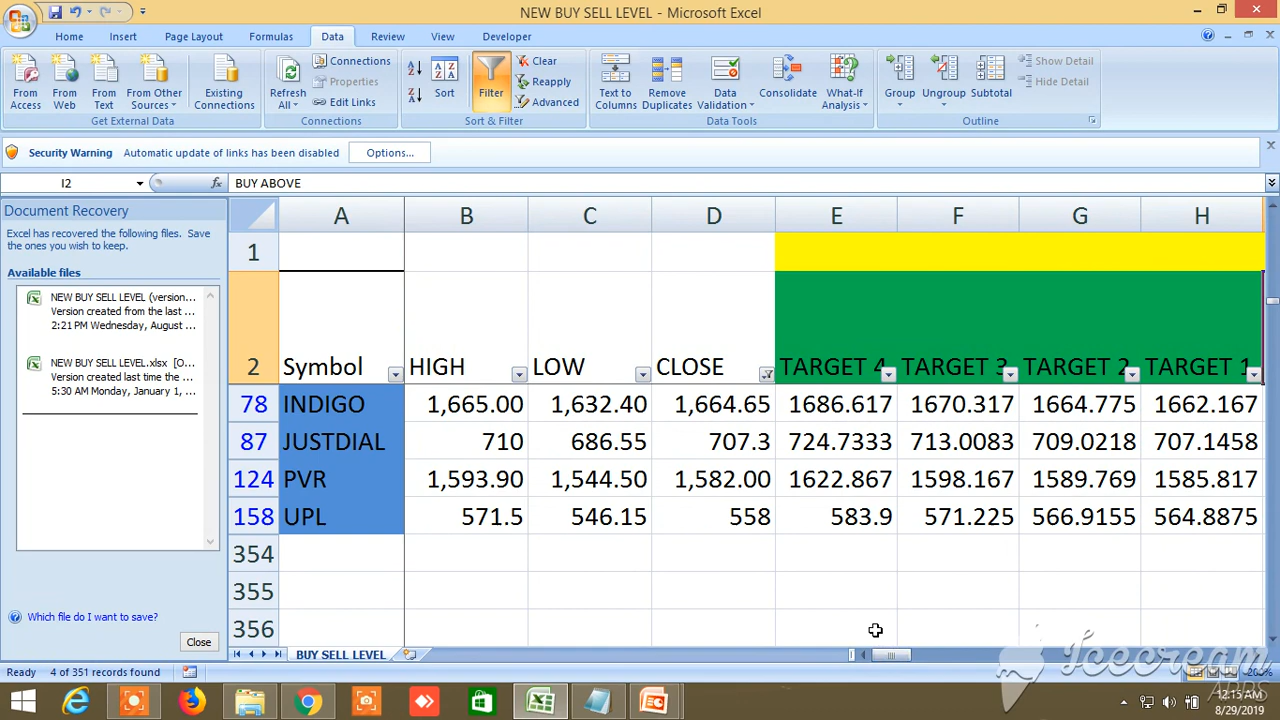 NEW BUY SELL LEVEL - Microsoft Excel
Home Insert Page Layout Formulas Data Review View Developer
From Access
From Web
From Text
From Other Sources
Existing Connections
Get External Data
Refresh All
Connections
Properties
Edit Links
Connections
Sort
Filter
Clear
Reapply
Advanced
Sort & Filter
Text to Columns
Remove Duplicates
Data Validation
Consolidate
What-If Analysis
Data Tools
Group
Ungroup
Subtotal
Show Detail
Hide Detail
Outline
Security Warning Automatic update of links has been disabled Options...
I2 fx BUY ABOVE
Document Recovery
Excel has recovered the following files. Save
the ones you wish to keep.
Available files
NEW BUY SELL LEVEL (version...
Version created from the last ...
2:21 PM Wednesday, August ...
NEW BUY SELL LEVEL.xlsx [O...
Version created last time the ...
5:30 AM Monday, January 1, ...
Which file do I want to save?
Close
A B C D E F G H
1
2 Symbol HIGH LOW CLOSE TARGET 4 TARGET 3 TARGET 2 TARGET 1
78 INDIGO 1,665.00 1,632.40 1,664.65 1686.617 1670.317 1664.775 1662.167
87 JUSTDIAL 710 686.55 707.3 724.7333 713.0083 709.0218 707.1458
124 PVR 1,593.90 1,544.50 1,582.00 1622.867 1598.167 1589.769 1585.817
158 UPL 571.5 546.15 558 583.9 571.225 566.9155 564.8875
354
355
356
BUY SELL LEVEL
Ready 4 of 351 records found 200%
Icecream
APPS
12:15 AM
8/29/2019